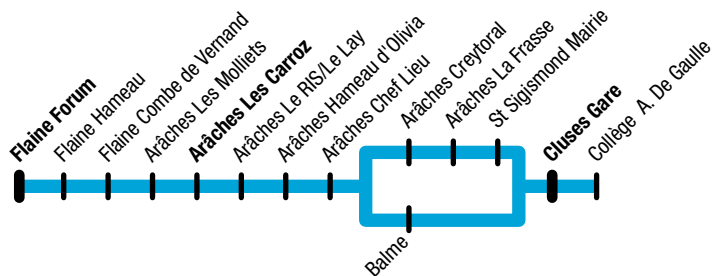 Flaine Forum
Flaine Hameau
Flaine Combe de Vernand
Arâches Les Molliets
Arâches Les Carroz
Arâches Le RIS/Le Lay
Arâches Hameau d'Olivia
Arâches Chef Lieu
Arâches Creytoral
Arâches La Frasse
St Sigismond Mairie
Balme
Cluses Gare
Collège A. De Gaulle